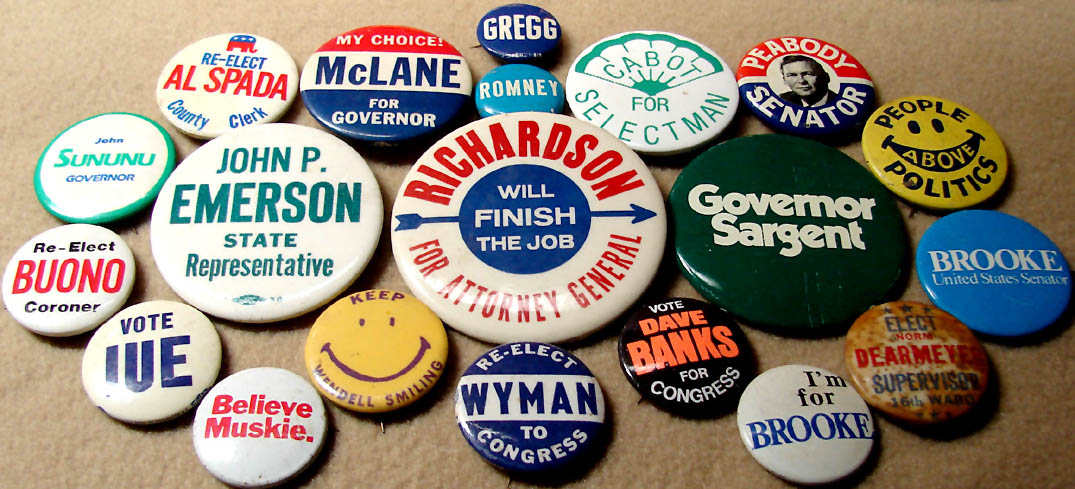 GREGG
RE-ELECT
AL SPADA
County Clerk
MY CHOICE!
McLANE
FOR
GOVERNOR
ROMNEY
CABOT
FOR
SELECTMAN
PEABODY
SENATOR
John
SUNUNU
GOVERNOR
JOHN P.
EMERSON
STATE
Representative
RICHARDSON
WILL
FINISH
THE JOB
FOR ATTORNEY GENERAL
Governor
Sargent
PEOPLE
ABOVE
POLITICS
Re-Elect
BUONO
Coroner
BROOKE
United States Senator
VOTE
IUE
KEEP
WENDELL SMILING
RE-ELECT
WYMAN
TO
CONGRESS
VOTE
DAVE
BANKS
FOR
CONGRESS
ELECT
NORM
DEARMEYER
SUPERVISOR
16th WARD
Believe
Muskie.
I'm
for
BROOKE